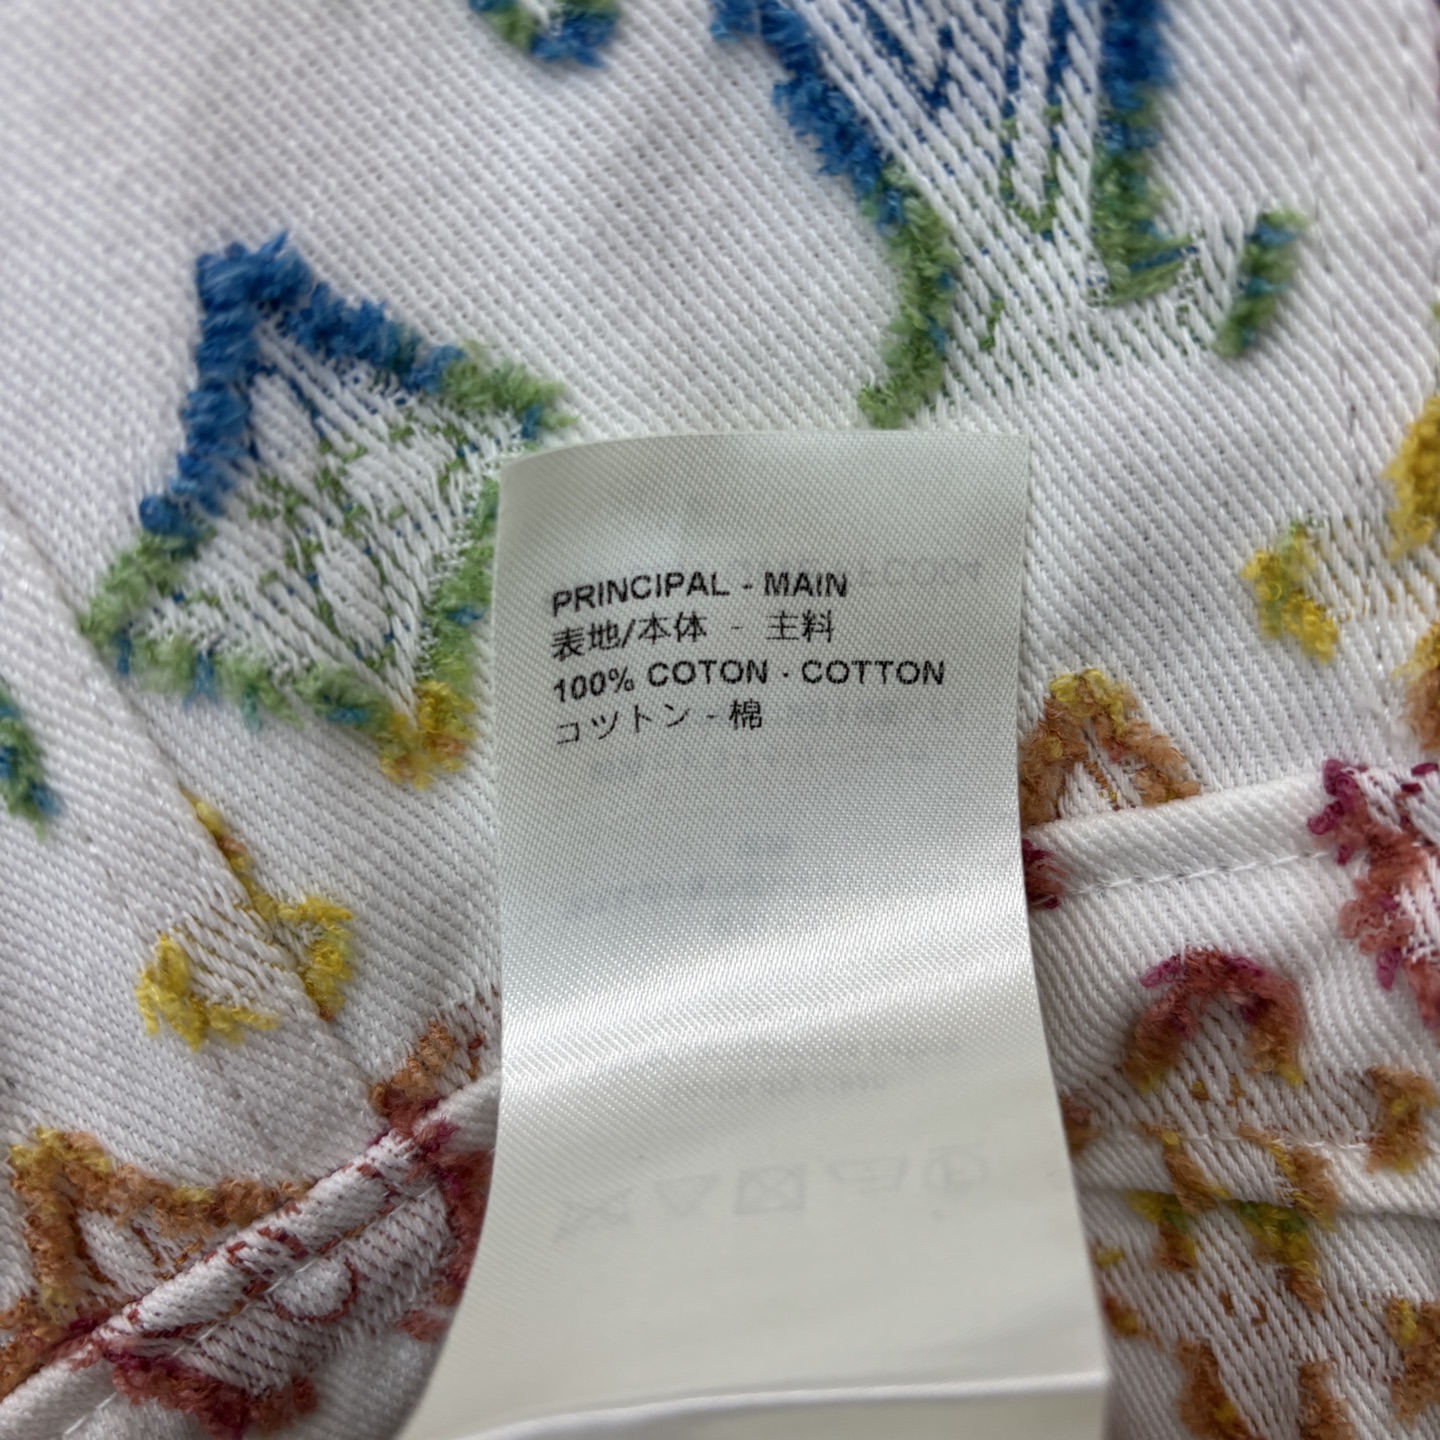 PRINCIPAL - MAIN
表地/本体 - 主料
100% COTON - COTTON
コットン - 棉